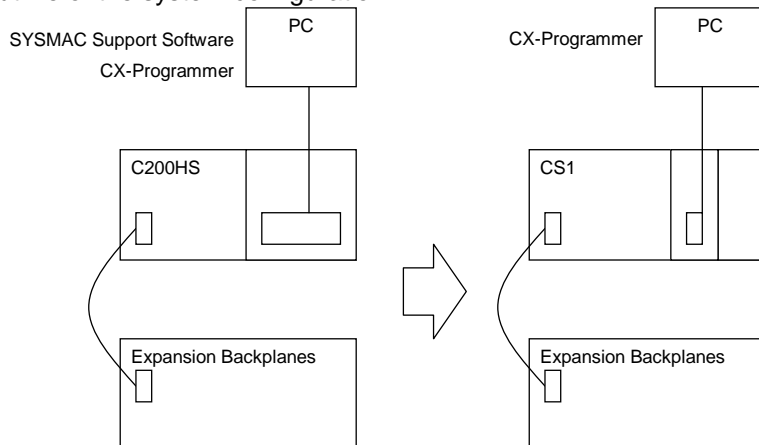 PC
SYSMAC Support Software
CX-Programmer
C200HS
Expansion Backplanes
PC
CX-Programmer
CS1
Expansion Backplanes